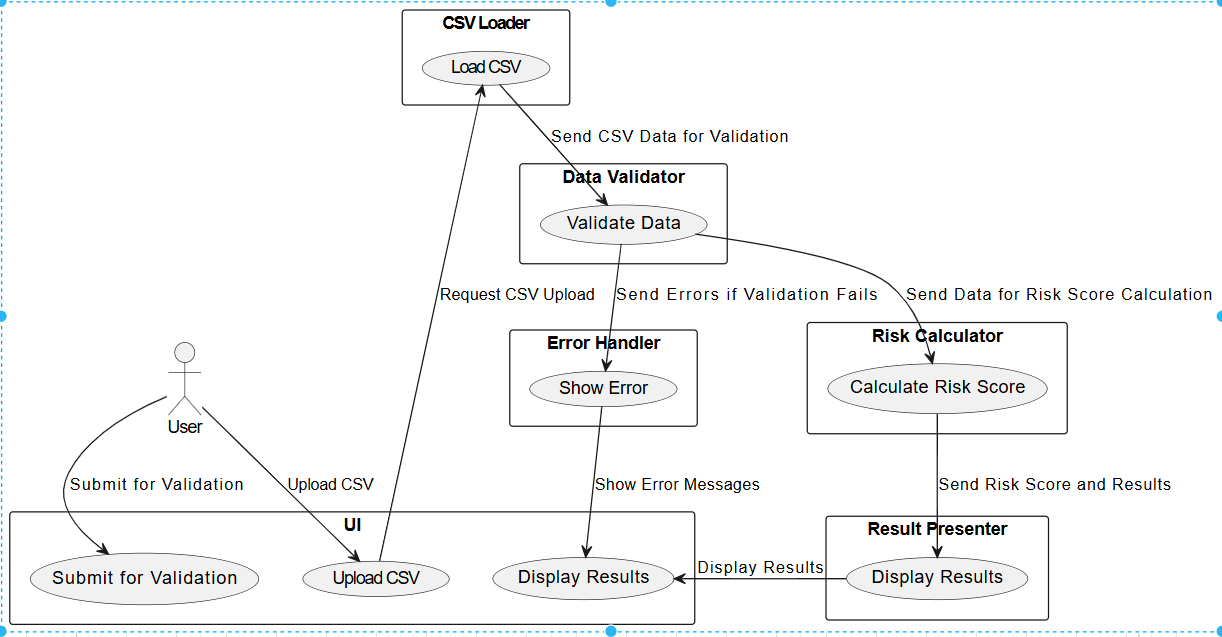 CSV Loader
Load CSV
Send CSV Data for Validation
Data Validator
Validate Data
Request CSV Upload
Send Errors if Validation Fails
Send Data for Risk Score Calculation
Error Handler
Show Error
Risk Calculator
Calculate Risk Score
User
Submit for Validation
Upload CSV
Show Error Messages
Send Risk Score and Results
UI
Submit for Validation
Upload CSV
Display Results
Display Results
Result Presenter
Display Results